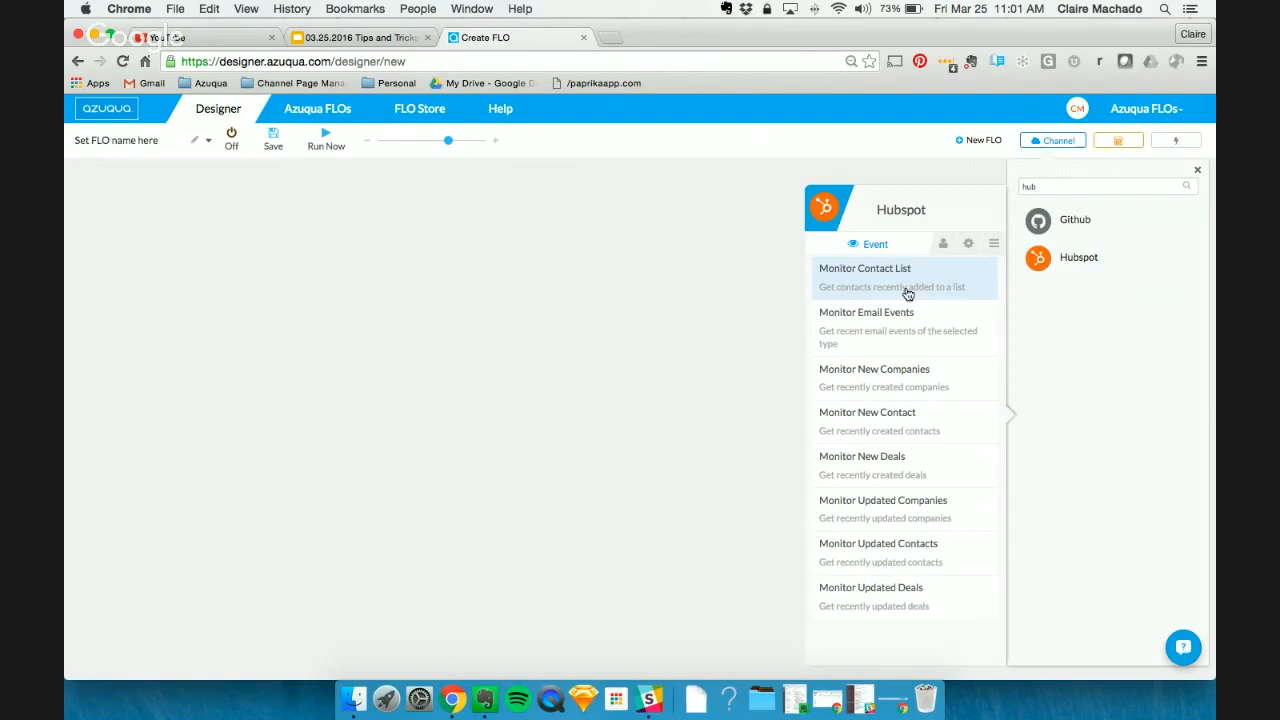 Chrome File Edit View History Bookmarks People Window Help 73% Fri Mar 25 11:01 AM Claire Machado
Google
YouTube 03.25.2016 Tips and Tricks Create FLO Claire
https://designer.azuqua.com/designer/new
Apps Gmail Azuqua Channel Page Mana Personal My Drive - Google D /paprikaapp.com
azuqua Designer Azuqua FLOs FLO Store Help CM Azuqua FLOs
Set FLO name here Off Save Run Now New FLO Channel
hub
Github
Hubspot
Hubspot
Event
Monitor Contact List
Get contacts recently added to a list
Monitor Email Events
Get recent email events of the selected
type
Monitor New Companies
Get recently created companies
Monitor New Contact
Get recently created contacts
Monitor New Deals
Get recently created deals
Monitor Updated Companies
Get recently updated companies
Monitor Updated Contacts
Get recently updated contacts
Monitor Updated Deals
Get recently updated deals